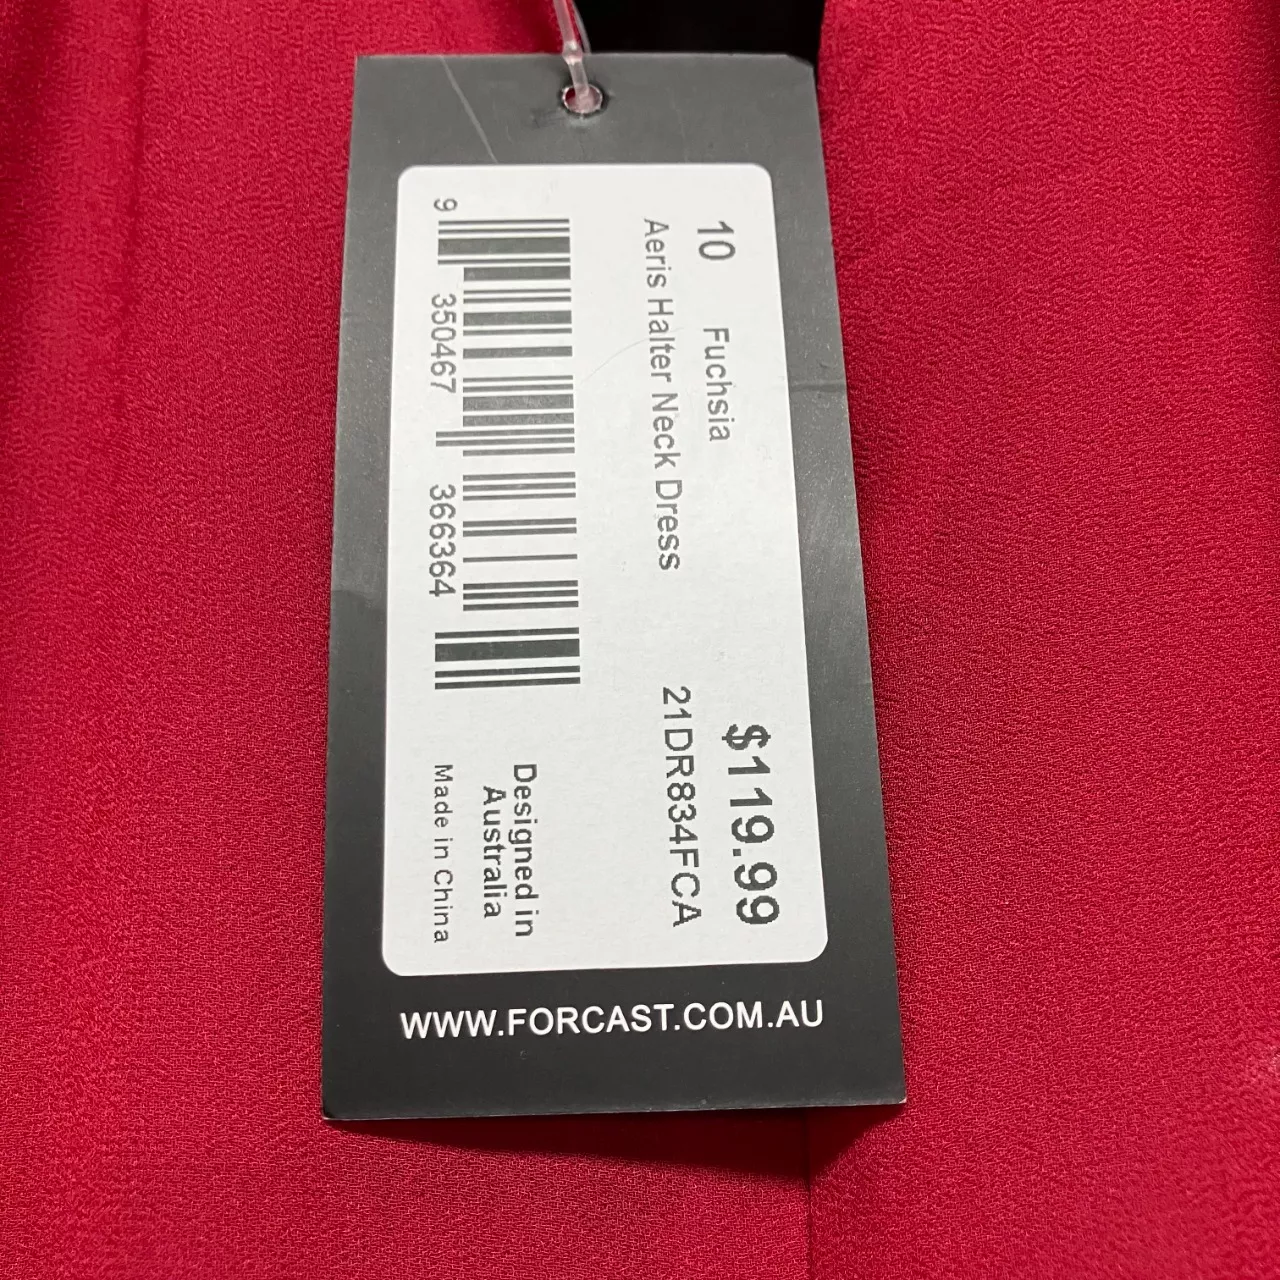 10 Fuchsia $119.99
Aeris Halter Neck Dress 21DR834FCA
9 350467 366364
Designed in
Australia
Made in China
WWW.FORCAST.COM.AU